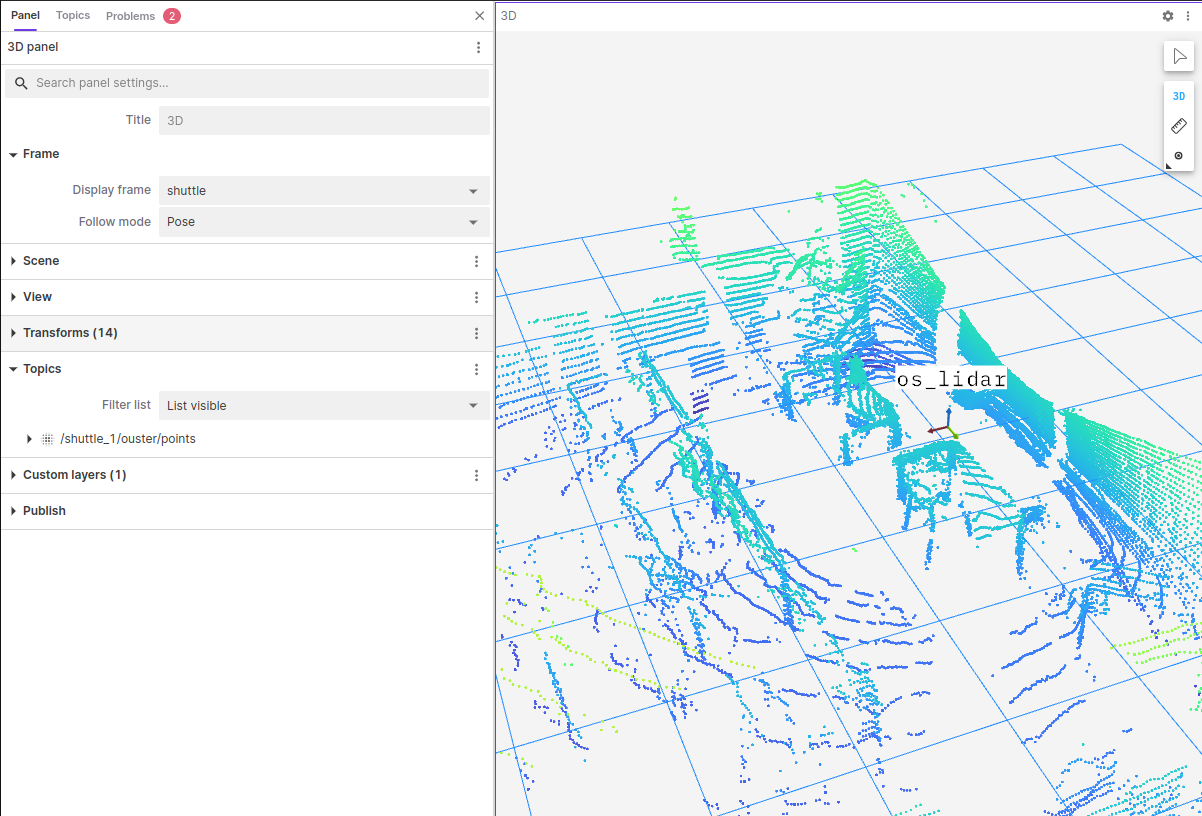 Panel Topics Problems 2
3D panel
Search panel settings...
Title 3D
Frame
Display frame shuttle
Follow mode Pose
Scene
View
Transforms (14)
Topics
Filter list List visible
/shuttle_1/ouster/points
Custom layers (1)
Publish
3D
3D
os_lidar